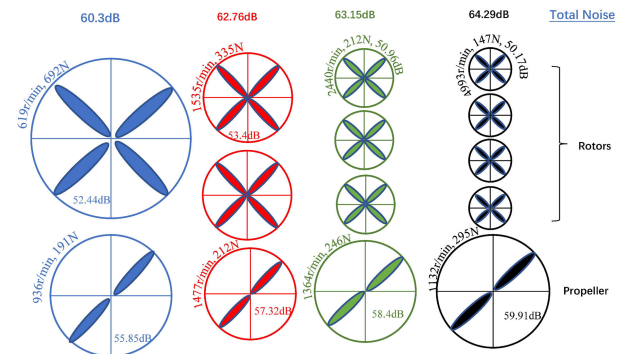 60.3dB
62.76dB
63.15dB
64.29dB
Total Noise
619r/min, 692N
52.44dB
1535r/min, 335N
53.4dB
2440r/min, 212N, 50.96dB
4993r/min, 147N, 50.17dB
Rotors
936r/min, 191N
55.85dB
1477r/min, 212N
57.32dB
1364r/min, 246N
58.4dB
1132r/min, 295N
59.91dB
Propeller